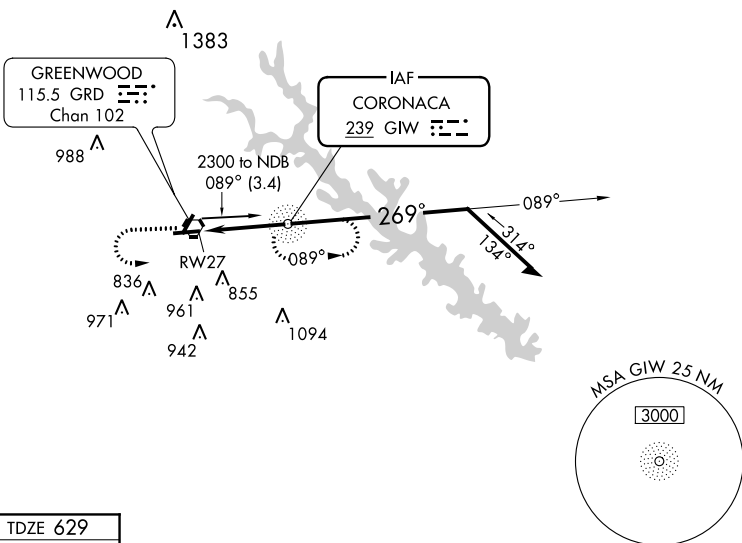 1383
GREENWOOD
115.5 GRD
Chan 102
IAF
CORONACA
239 GIW
988
2300 to NDB
089° (3.4)
269°
089°
314°
134°
089°
RW27
836
855
971
961
942
1094
MSA GIW 25 NM
3000
TDZE 629